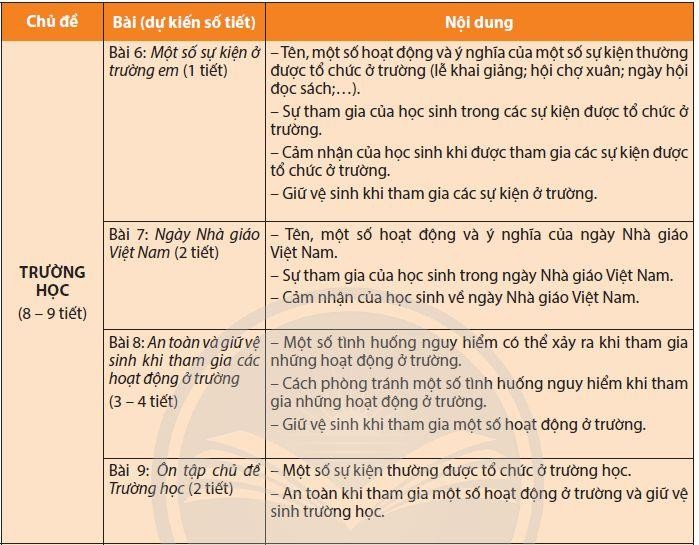 Chủ đề
Bài (dự kiến số tiết)
Nội dung
TRƯỜNG
HỌC
(8 – 9 tiết)
Bài 6: Một số sự kiện ở
trường em (1 tiết)
– Tên, một số hoạt động và ý nghĩa của một số sự kiện thường
được tổ chức ở trường (lễ khai giảng; hội chợ xuân; ngày hội
đọc sách;…).
– Sự tham gia của học sinh trong các sự kiện được tổ chức ở
trường.
– Cảm nhận của học sinh khi được tham gia các sự kiện được
tổ chức ở trường.
– Giữ vệ sinh khi tham gia các sự kiện ở trường.
Bài 7: Ngày Nhà giáo
Việt Nam (2 tiết)
– Tên, một số hoạt động và ý nghĩa của ngày Nhà giáo
Việt Nam.
– Sự tham gia của học sinh trong ngày Nhà giáo Việt Nam.
– Cảm nhận của học sinh về ngày Nhà giáo Việt Nam.
Bài 8: An toàn và giữ vệ
sinh khi tham gia các
hoạt động ở trường
(3 – 4 tiết)
– Một số tình huống nguy hiểm có thể xảy ra khi tham gia
những hoạt động ở trường.
– Cách phòng tránh một số tình huống nguy hiểm khi tham
gia những hoạt động ở trường.
– Giữ vệ sinh khi tham gia một số hoạt động ở trường.
Bài 9: Ôn tập chủ đề
Trường học (2 tiết)
– Một số sự kiện thường được tổ chức ở trường học.
– An toàn khi tham gia một số hoạt động ở trường và giữ vệ
sinh trường học.